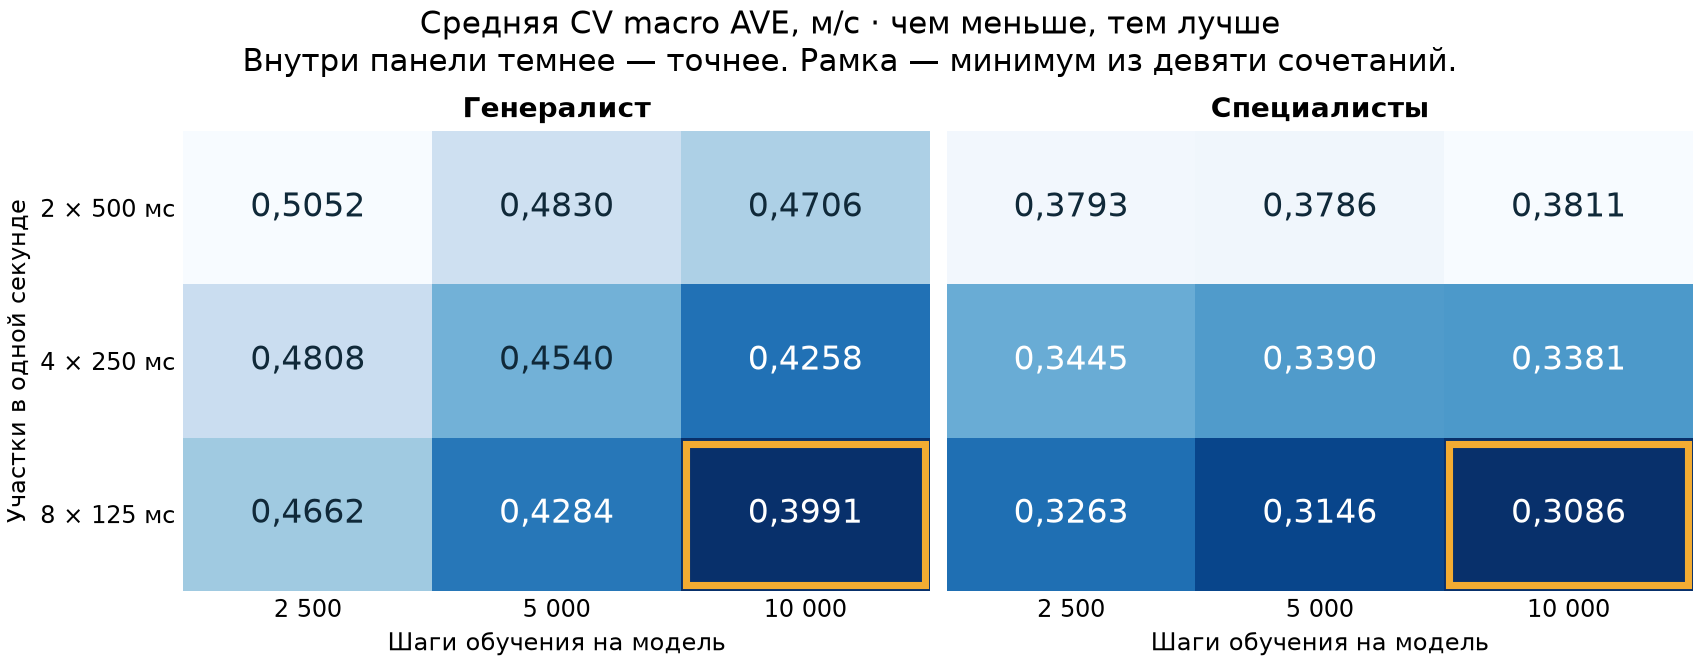 Средняя CV macro AVE, м/с · чем меньше, тем лучше
Внутри панели темнее — точнее. Рамка — минимум из девяти сочетаний.
Генералист
Специалисты
Участки в одной секунде
2 × 500 мс
0,5052 0,4830 0,4706
0,3793 0,3786 0,3811
4 × 250 мс
0,4808 0,4540 0,4258
0,3445 0,3390 0,3381
8 × 125 мс
0,4662 0,4284 0,3991
0,3263 0,3146 0,3086
2 500 5 000 10 000
2 500 5 000 10 000
Шаги обучения на модель
Шаги обучения на модель